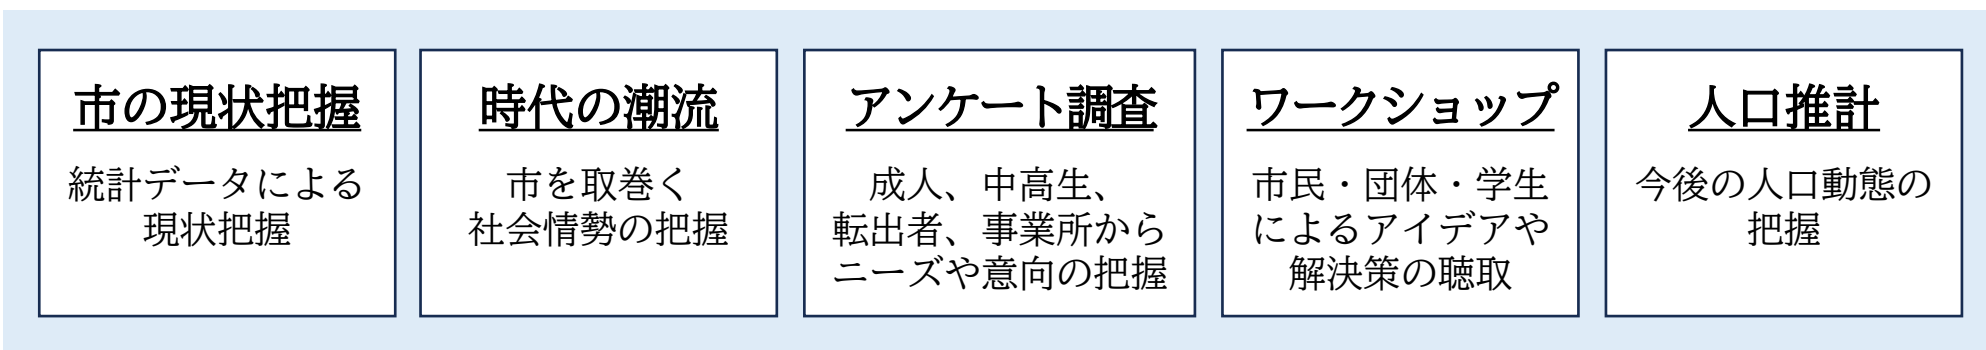 市の現状把握
統計データによる
現状把握
時代の潮流
市を取巻く
社会情勢の把握
アンケート調査
成人、中高生、
転出者、事業所から
ニーズや意向の把握
ワークショップ
市民・団体・学生
によるアイデアや
解決策の聴取
人口推計
今後の人口動態の
把握